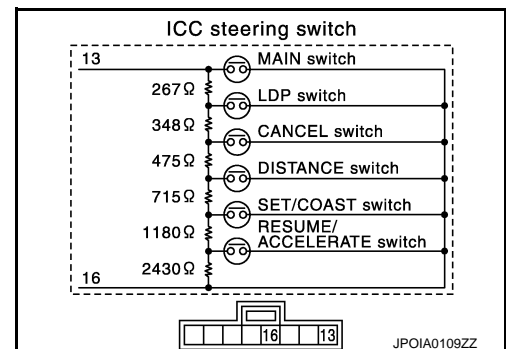 ICC steering switch
13
MAIN switch
267Ω
LDP switch
348Ω
CANCEL switch
475Ω
DISTANCE switch
715Ω
SET/COAST switch
1180Ω
RESUME/
ACCELERATE switch
2430Ω
16
16 13
JPOIA0109ZZ